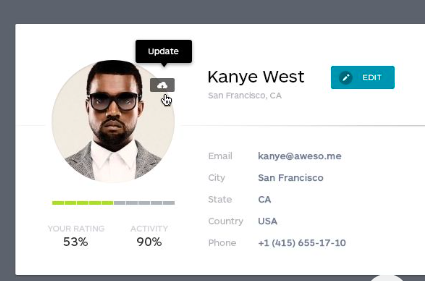 Update
Kanye West
EDIT
San Francisco, CA
Email kanye@aweso.me
City San Francisco
State CA
Country USA
Phone +1 (415) 655-17-10
YOUR RATING ACTIVITY
53% 90%